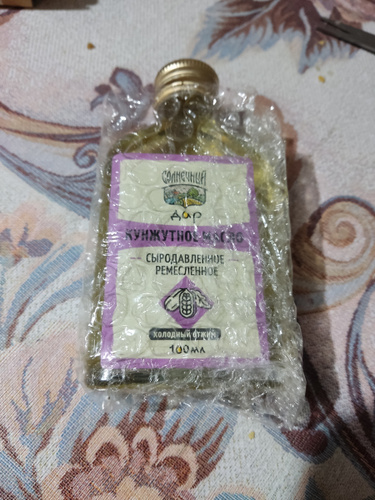 СОЛНЕЧНЫЙ
ДАР
КУНЖУТНОЕ МАСЛО
СЫРОДАВЛЕННОЕ
РЕМЕСЛЕННОЕ
ХОЛОДНЫЙ ОТЖИМ
100МЛ